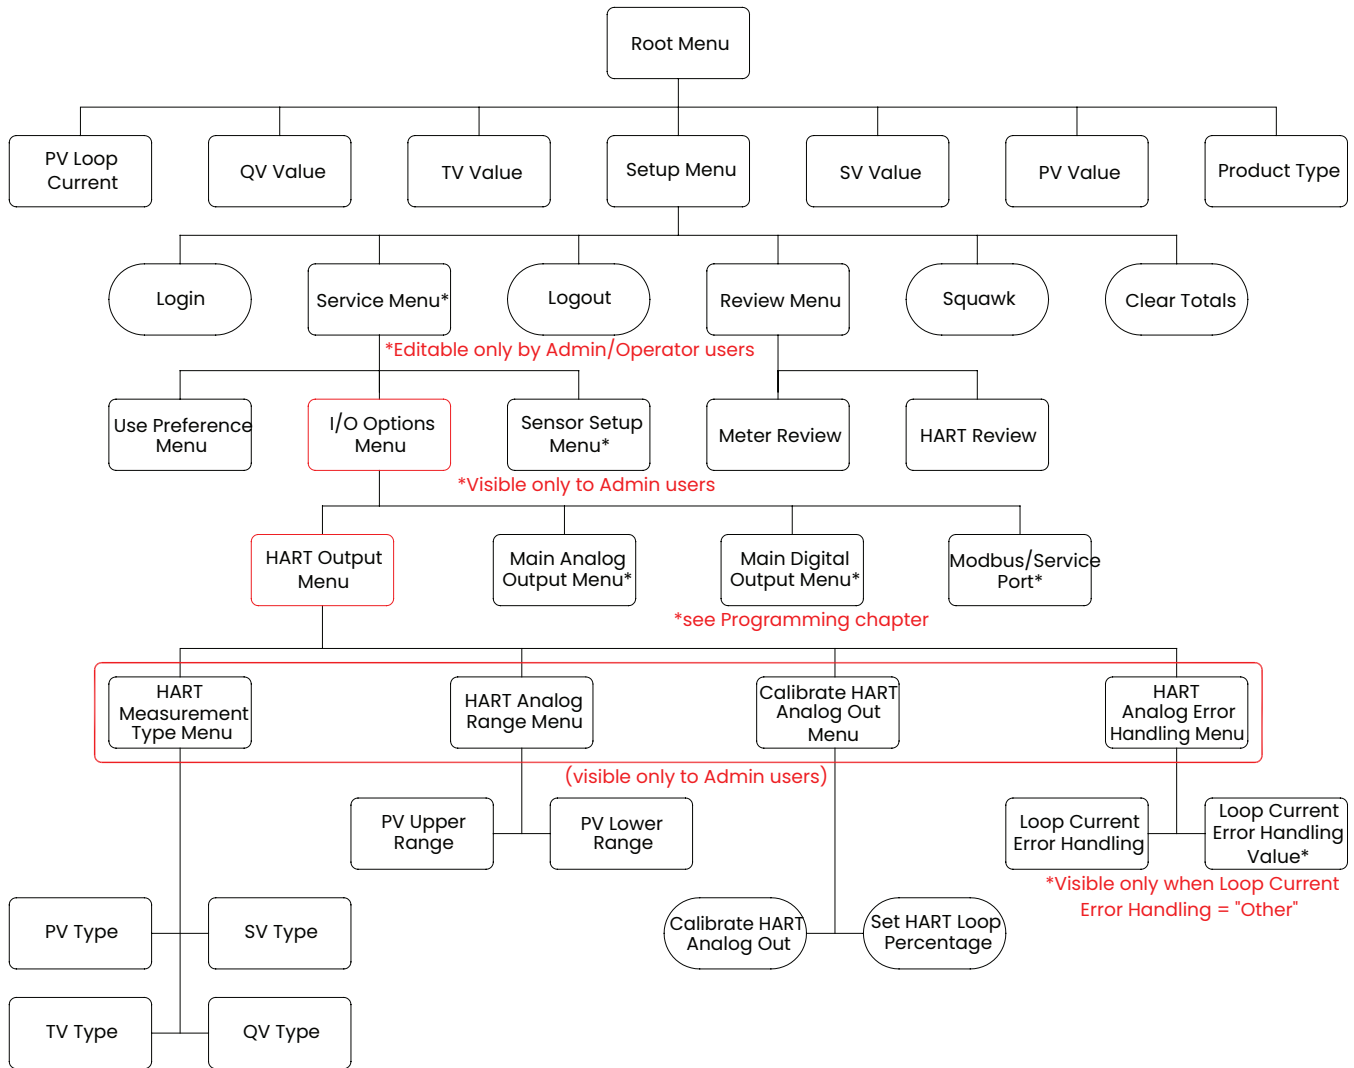 Root Menu
PV Loop
Current
QV Value
TV Value
Setup Menu
SV Value
PV Value
Product Type
Login
Service Menu*
Logout
Review Menu
Squawk
Clear Totals
*Editable only by Admin/Operator users
Use Preference
Menu
I/O Options
Menu
Sensor Setup
Menu*
Meter Review
HART Review
*Visible only to Admin users
HART Output
Menu
Main Analog
Output Menu*
Main Digital
Output Menu*
Modbus/Service
Port*
*see Programming chapter
HART
Measurement
Type Menu
HART Analog
Range Menu
Calibrate HART
Analog Out
Menu
HART
Analog Error
Handling Menu
(visible only to Admin users)
PV Upper
Range
PV Lower
Range
Loop Current
Error Handling
Loop Current
Error Handling
Value*
*Visible only when Loop Current
Error Handling = "Other"
PV Type
SV Type
Calibrate HART
Analog Out
Set HART Loop
Percentage
TV Type
QV Type